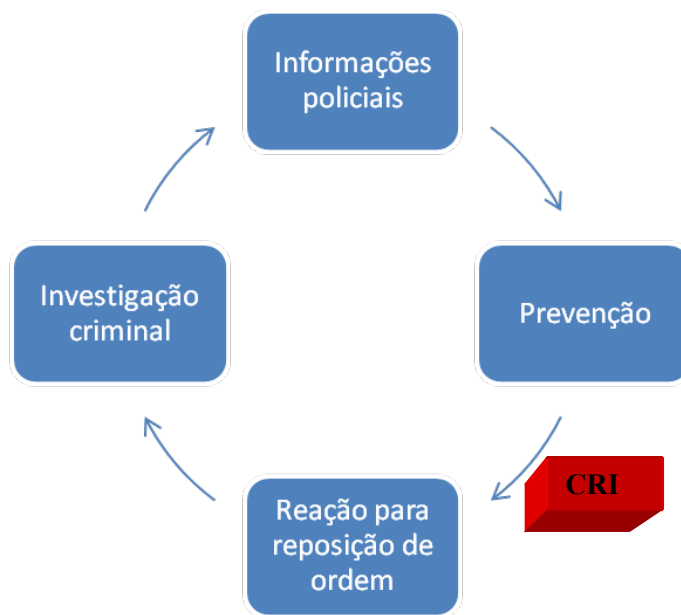 Informações
policiais
Prevenção
CRI
Reação para
reposição de
ordem
Investigação
criminal